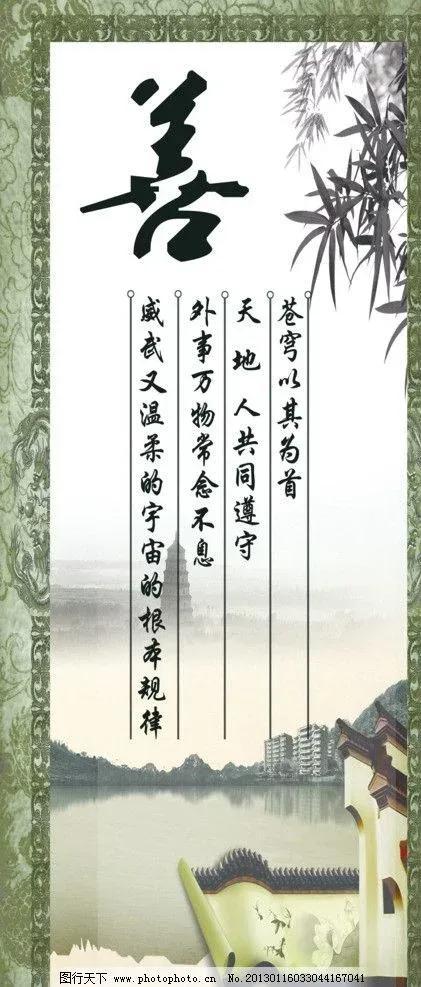 善
苍穹以其为首
天地人共同遵守
外事万物常念不息
威武又温柔的宇宙的根本规律
图行天下 www.photophoto.cn No.20130116033044167041